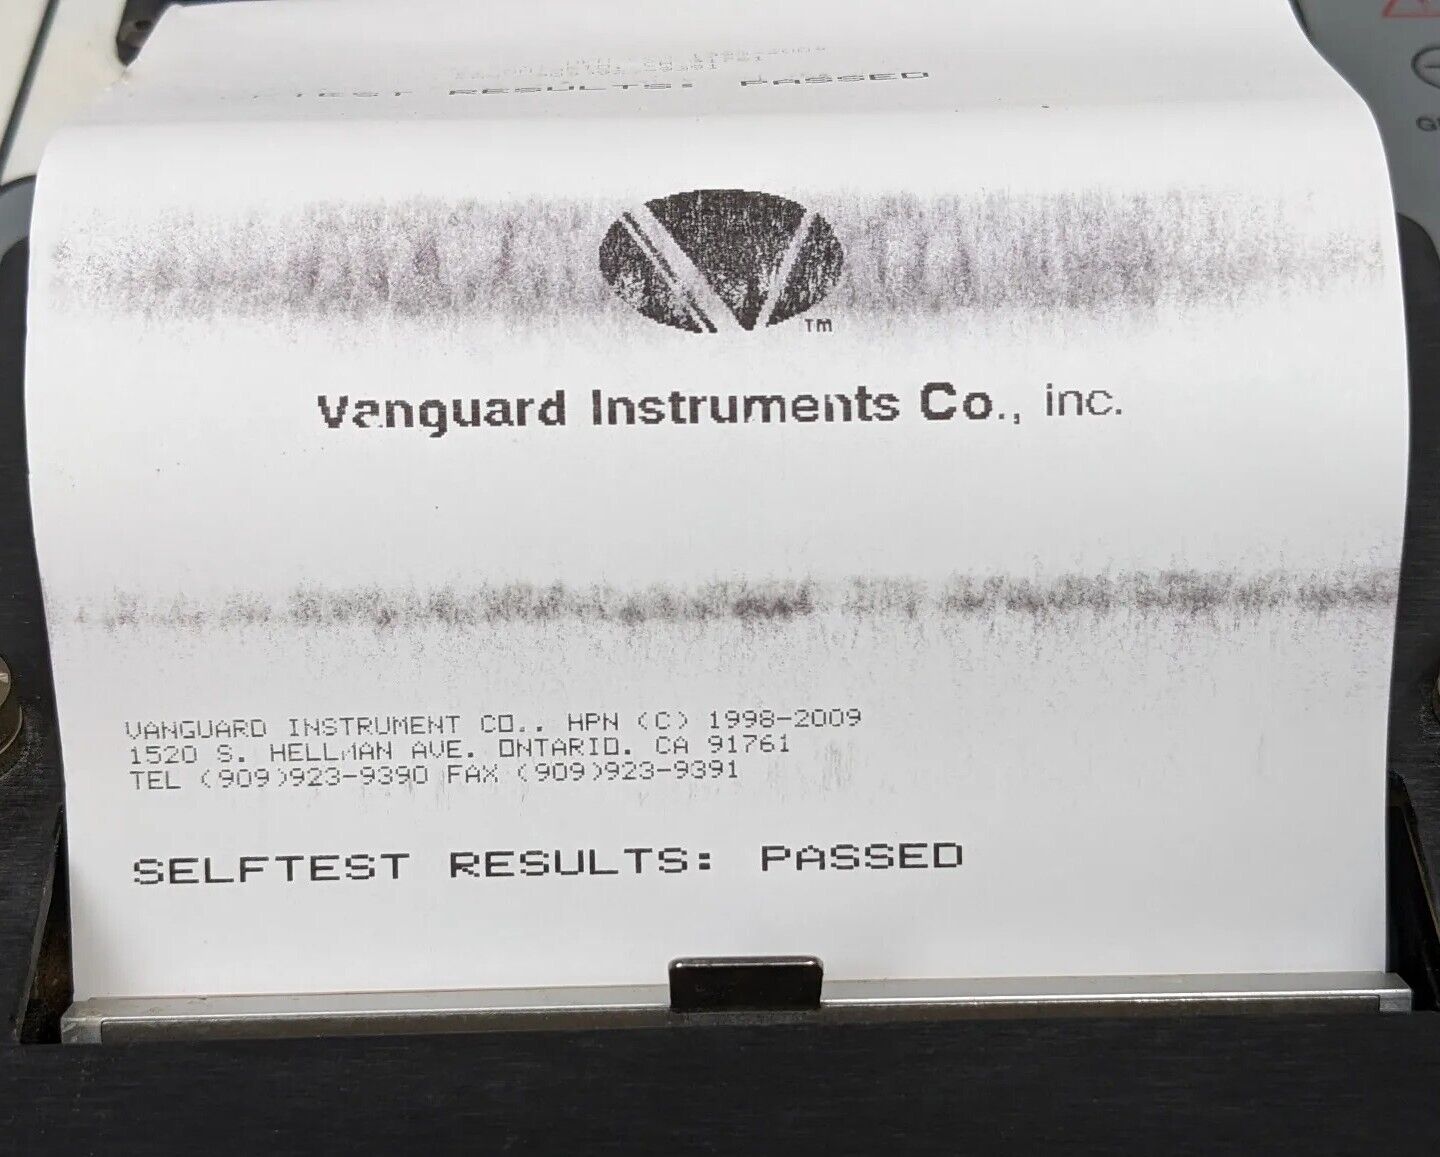 RESULTS: PASSED
TM
Vanguard Instruments Co., inc.
VANGUARD INSTRUMENT CO., HPN (C) 1998-2009
1520 S. HELLMAN AVE. ONTARIO. CA 91761
TEL (909)923-9390 FAX (909)923-9391
SELFTEST RESULTS: PASSED